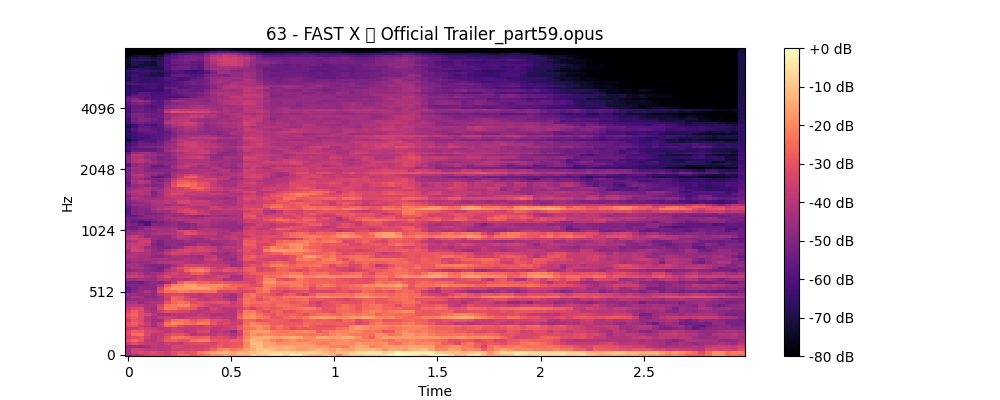 63 - FAST X  Official Trailer_part59.opus
Hz
4096
2048
1024
512
0
0
0.5
1
1.5
2
2.5
Time
+0 dB
-10 dB
-20 dB
-30 dB
-40 dB
-50 dB
-60 dB
-70 dB
-80 dB